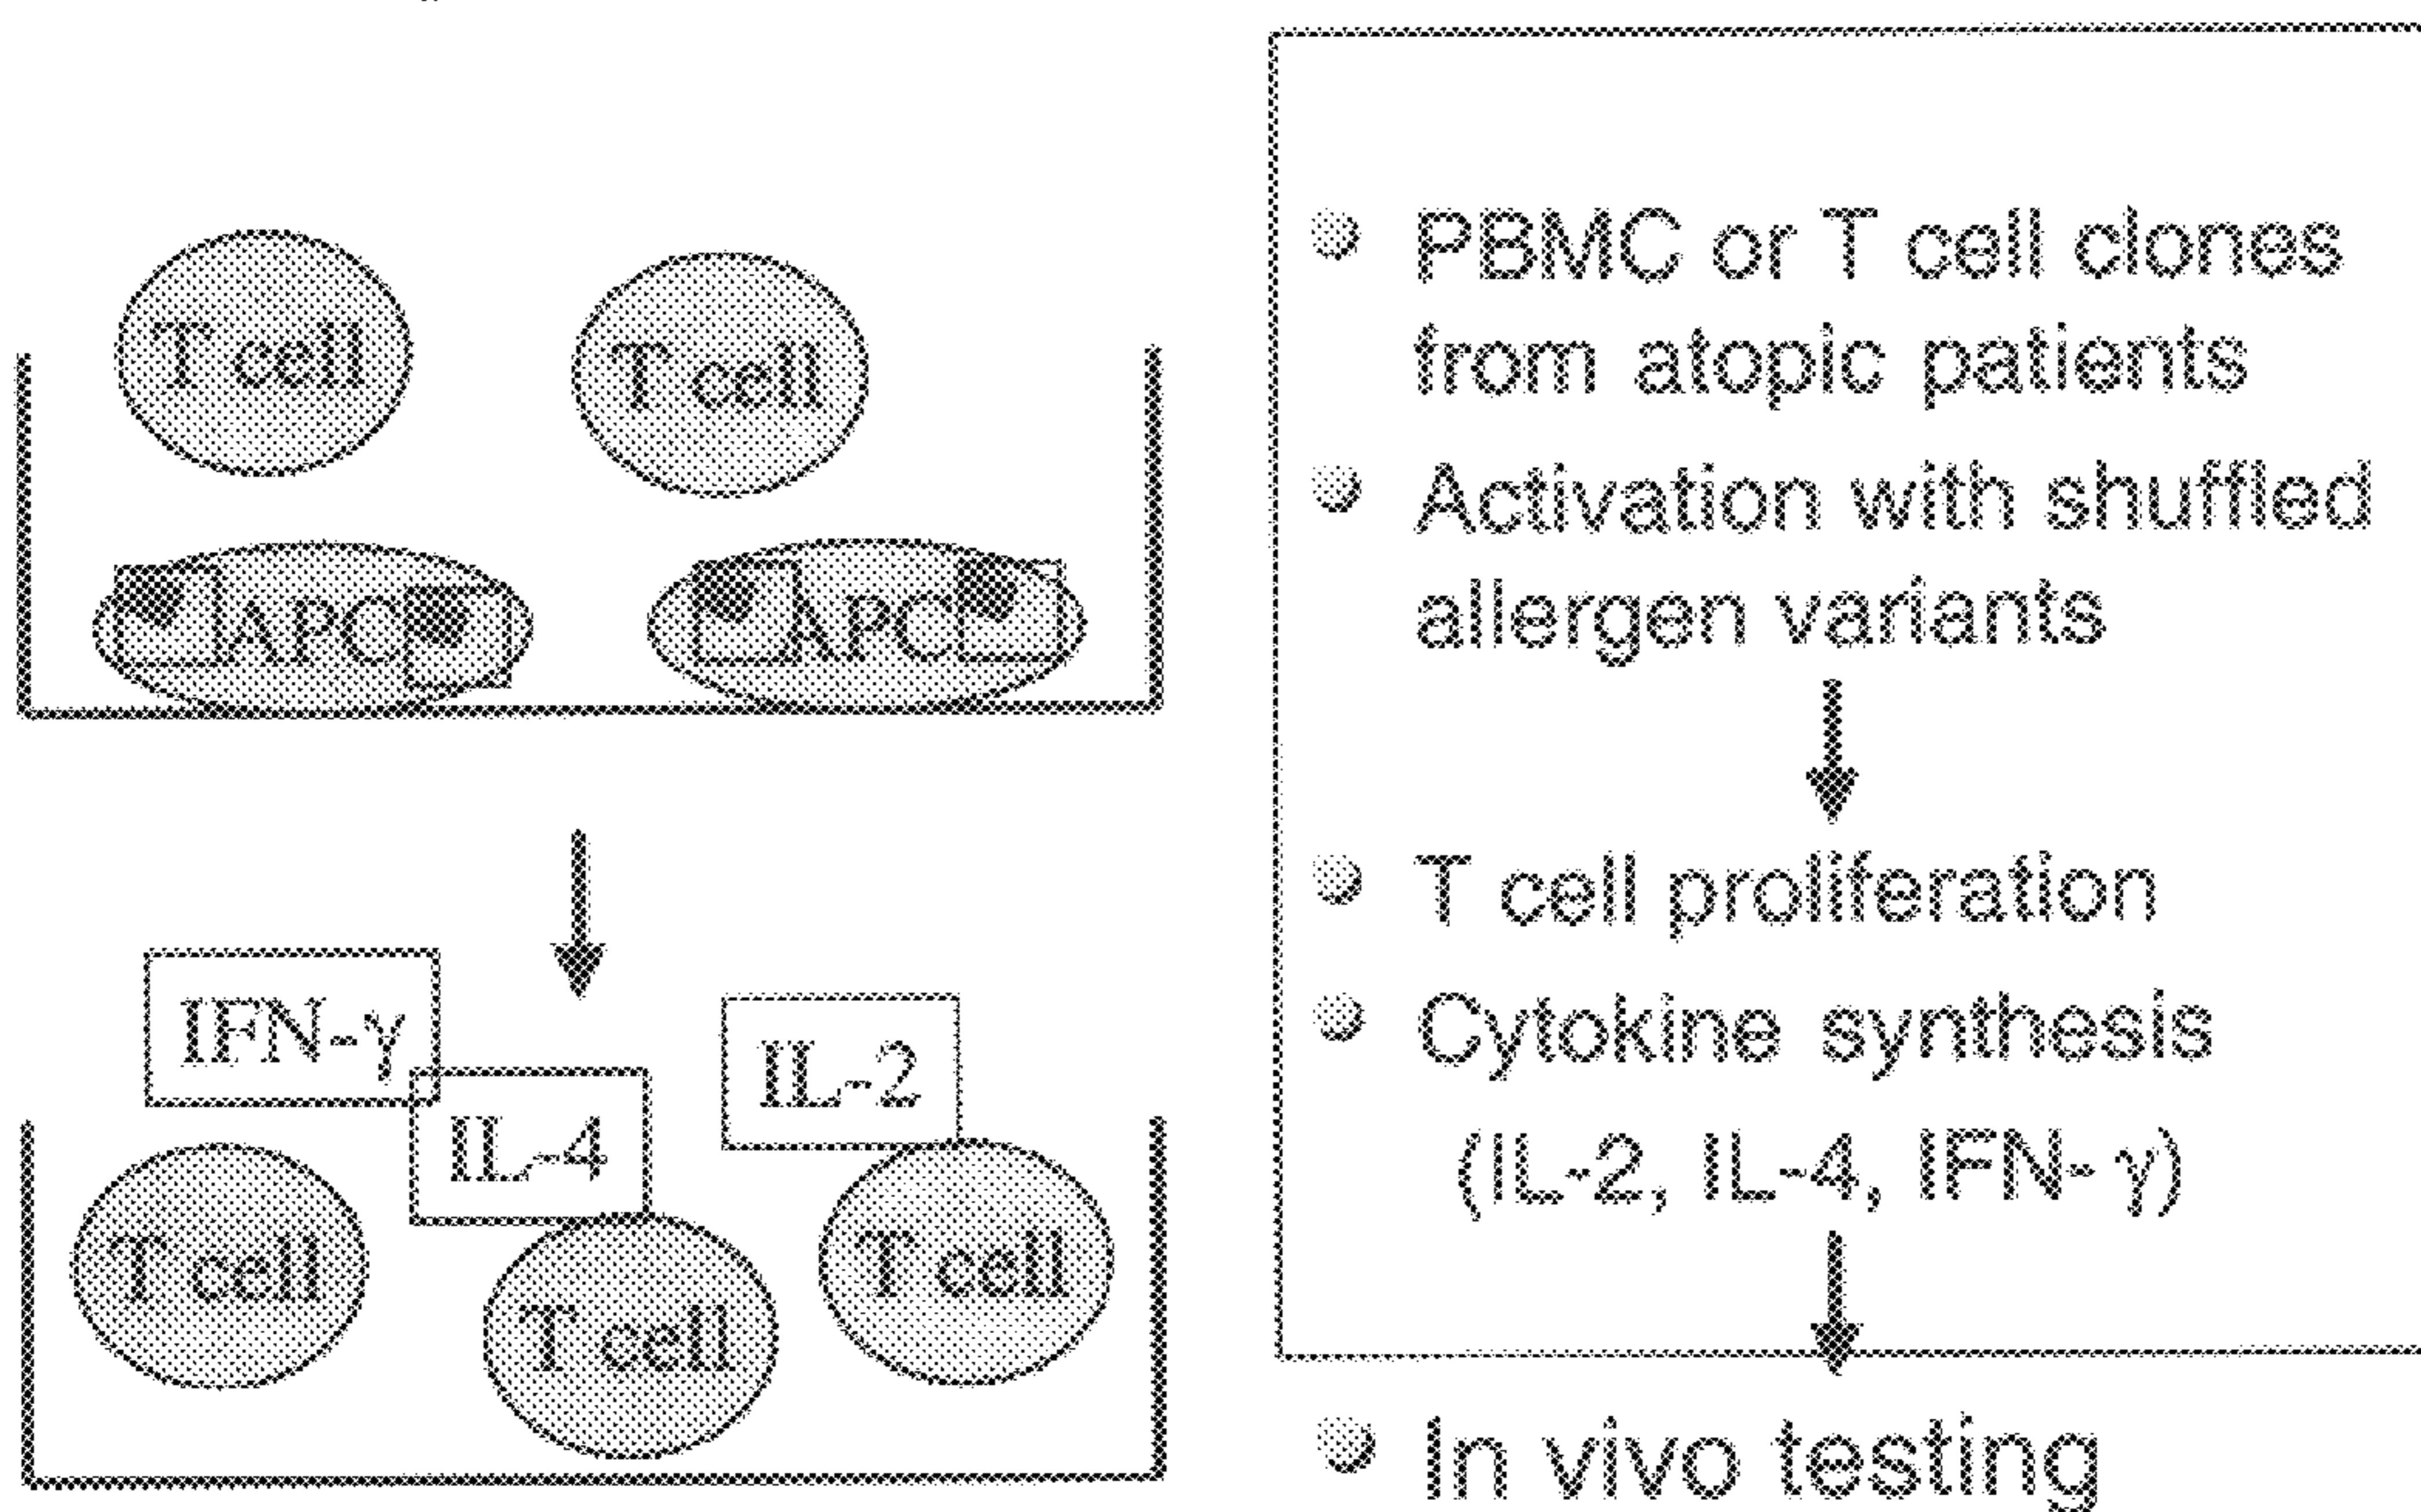 T cell
T cell
APC
APC
IFN-γ
IL-4
IL-2
T cell
T cell
T cell
PBMC or T cell clones
from atopic patients
Activation with shuffled
allergen variants
T cell proliferation
Cytokine synthesis
(IL-2, IL-4, IFN- γ)
In vivo testing